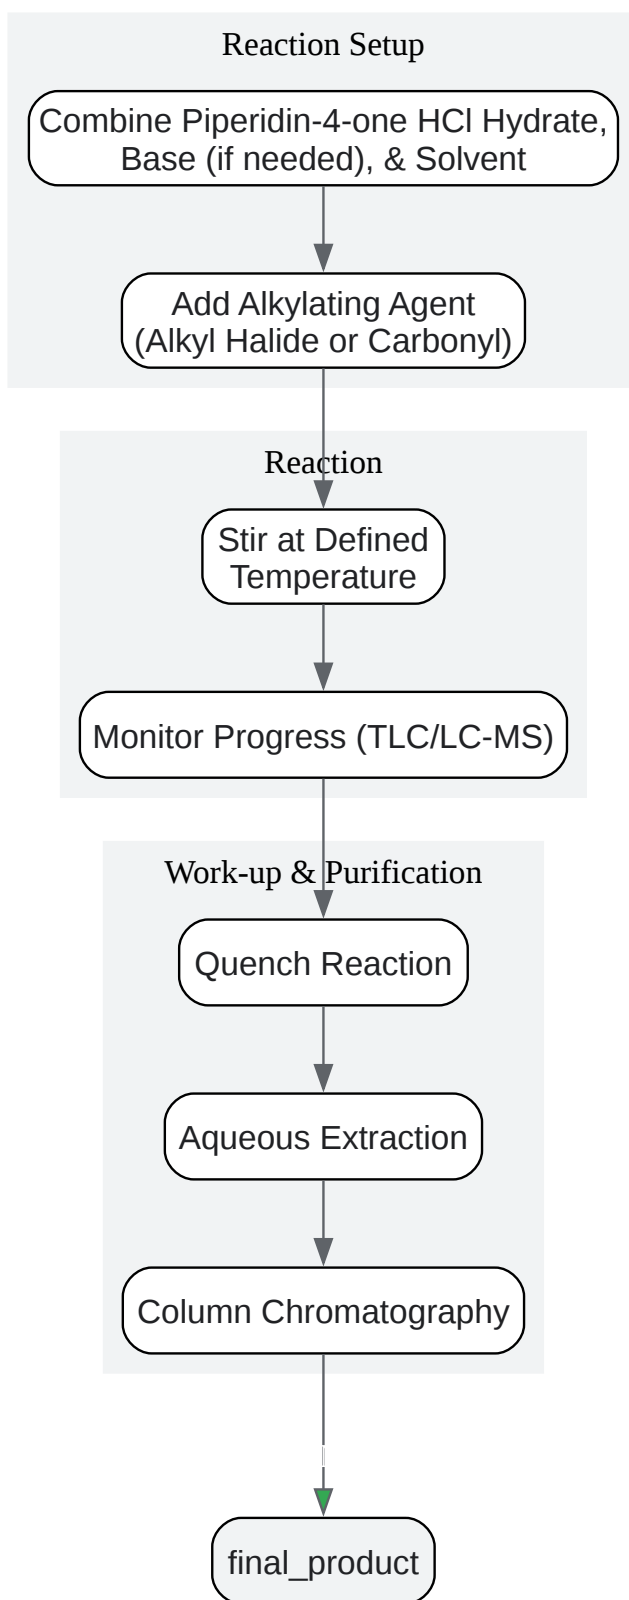 Reaction Setup
Combine Piperidin-4-one HCl Hydrate,
Base (if needed), & Solvent
Add Alkylating Agent
(Alkyl Halide or Carbonyl)
Reaction
Stir at Defined
Temperature
Monitor Progress (TLC/LC-MS)
Work-up & Purification
Quench Reaction
Aqueous Extraction
Column Chromatography
final_product